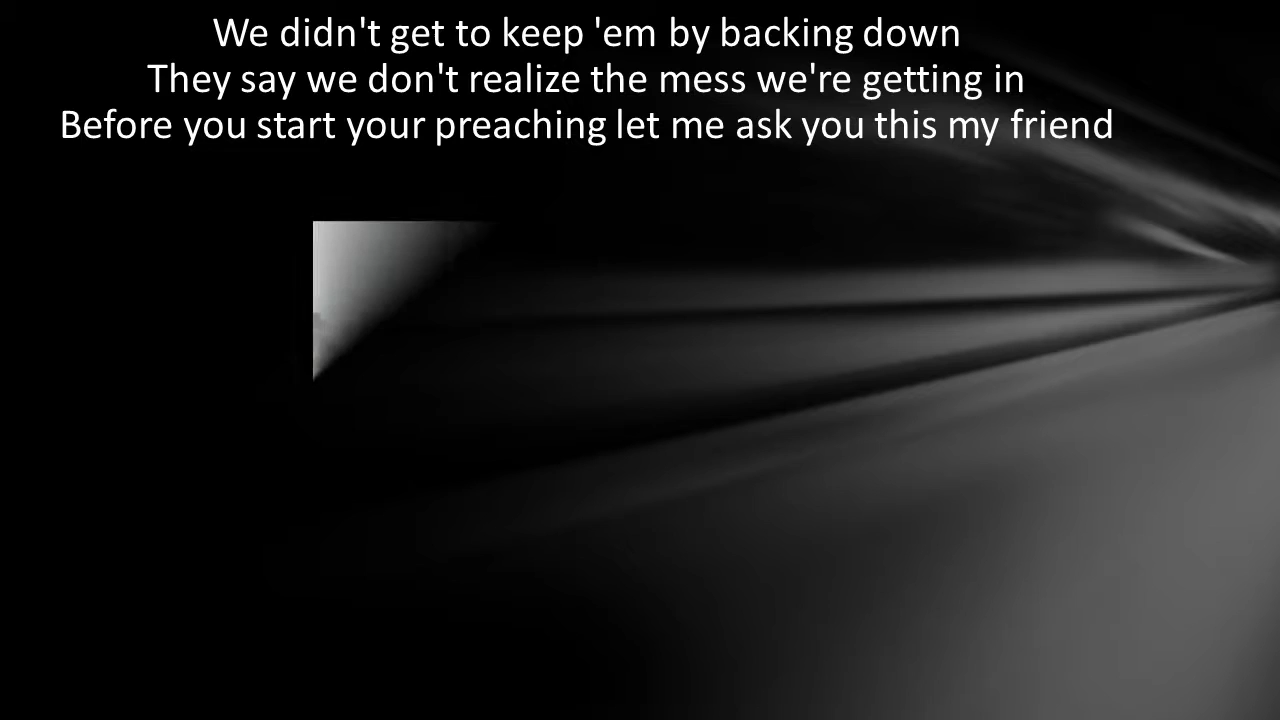 We didn't get to keep 'em by backing down
They say we don't realize the mess we're getting in
Before you start your preaching let me ask you this my friend